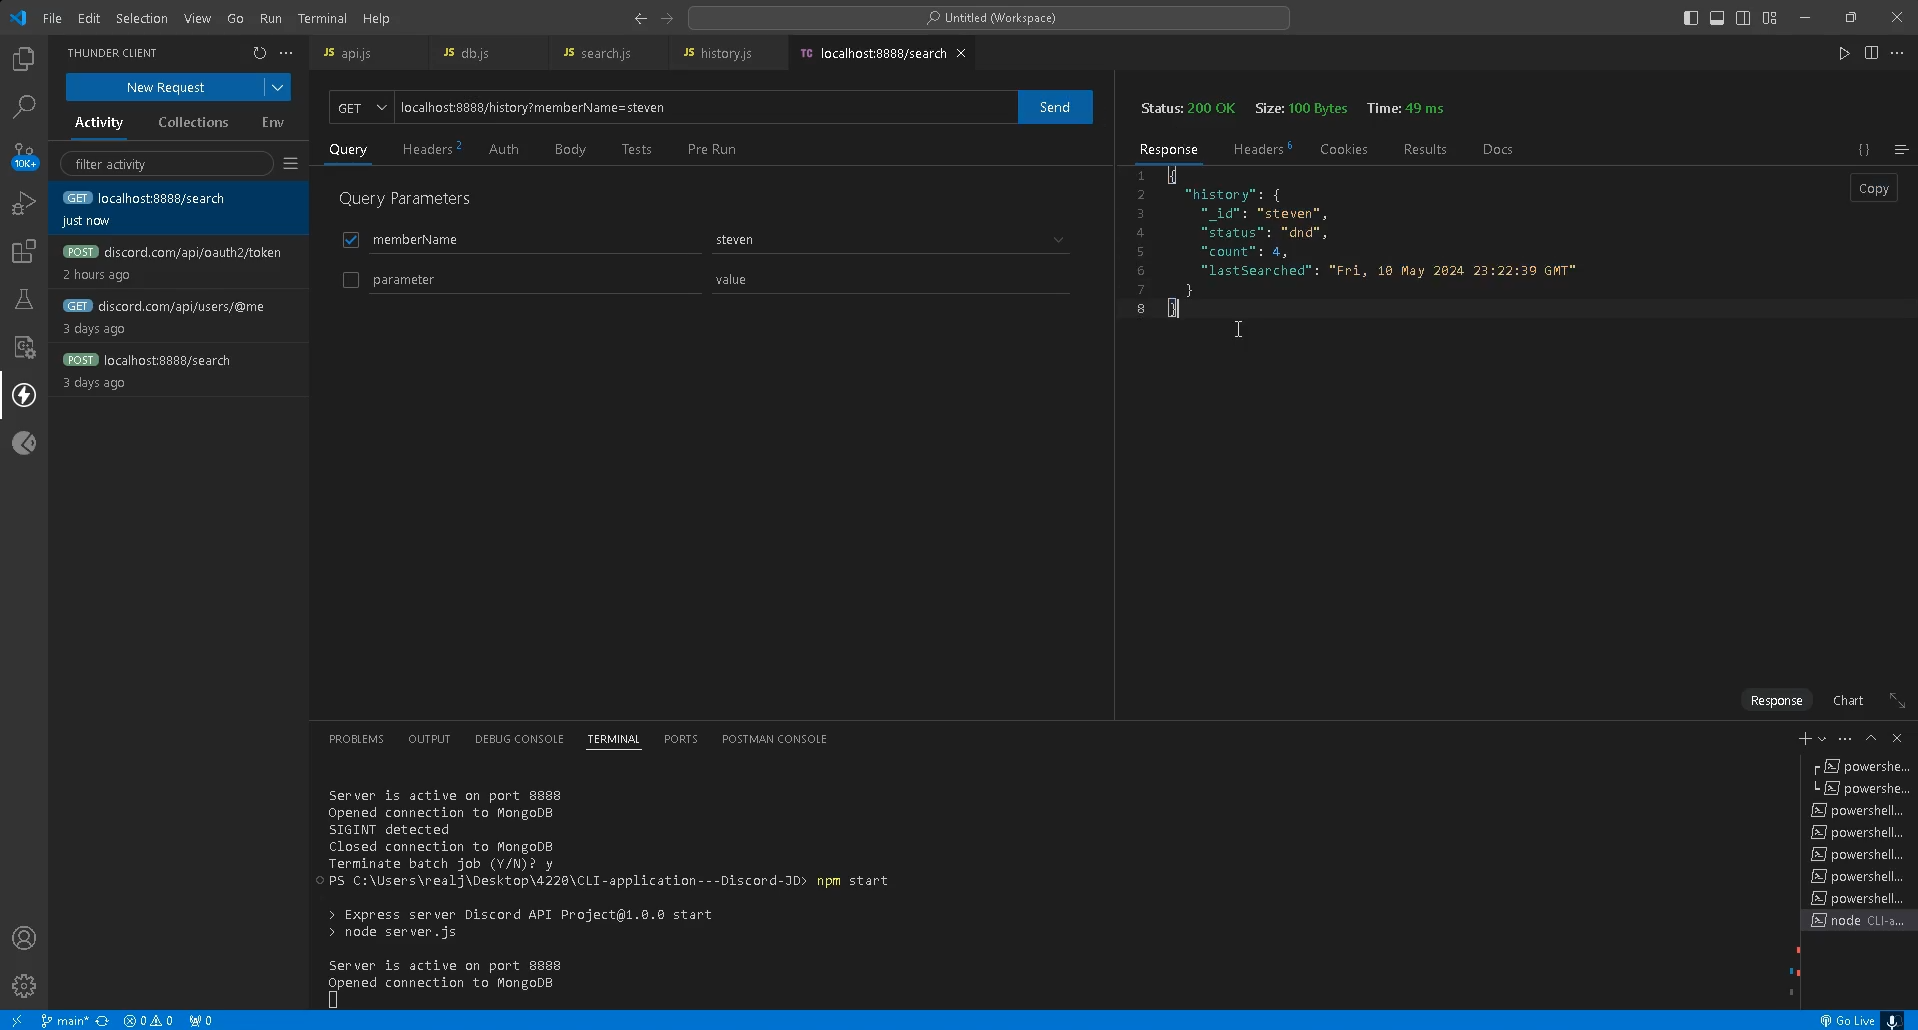 File Edit Selection View Go Run Terminal Help
Untitled (Workspace)
THUNDER CLIENT
New Request
Activity Collections Env
filter activity
GET localhost:8888/search
just now
POST discord.com/api/oauth2/token
2 hours ago
GET discord.com/api/users/@me
3 days ago
POST localhost:8888/search
3 days ago
10K+
JS api.js
JS db.js
JS search.js
JS history.js
TC localhost:8888/search
GET localhost:8888/history?memberName=steven Send
Query Headers 2 Auth Body Tests Pre Run
Query Parameters
memberName steven
parameter value
Status: 200 OK Size: 100 Bytes Time: 49 ms
Response Headers 6 Cookies Results Docs {}
Copy
1 {
2 "history": {
3 "_id": "steven",
4 "status": "dnd",
5 "count": 4,
6 "lastSearched": "Fri, 10 May 2024 23:22:39 GMT"
7 }
8 }
Response Chart
PROBLEMS OUTPUT DEBUG CONSOLE TERMINAL PORTS POSTMAN CONSOLE
Server is active on port 8888
Opened connection to MongoDB
SIGINT detected
Closed connection to MongoDB
Terminate batch job (Y/N)? y
PS C:\Users\realj\Desktop\4220\CLI-application---Discord-JD> npm start
> Express server Discord API Project@1.0.0 start
> node server.js
Server is active on port 8888
Opened connection to MongoDB
powershe...
powershe...
powershell...
powershell...
powershell...
powershell...
powershell...
node CLI-a...
main* 0 0 0
Go Live